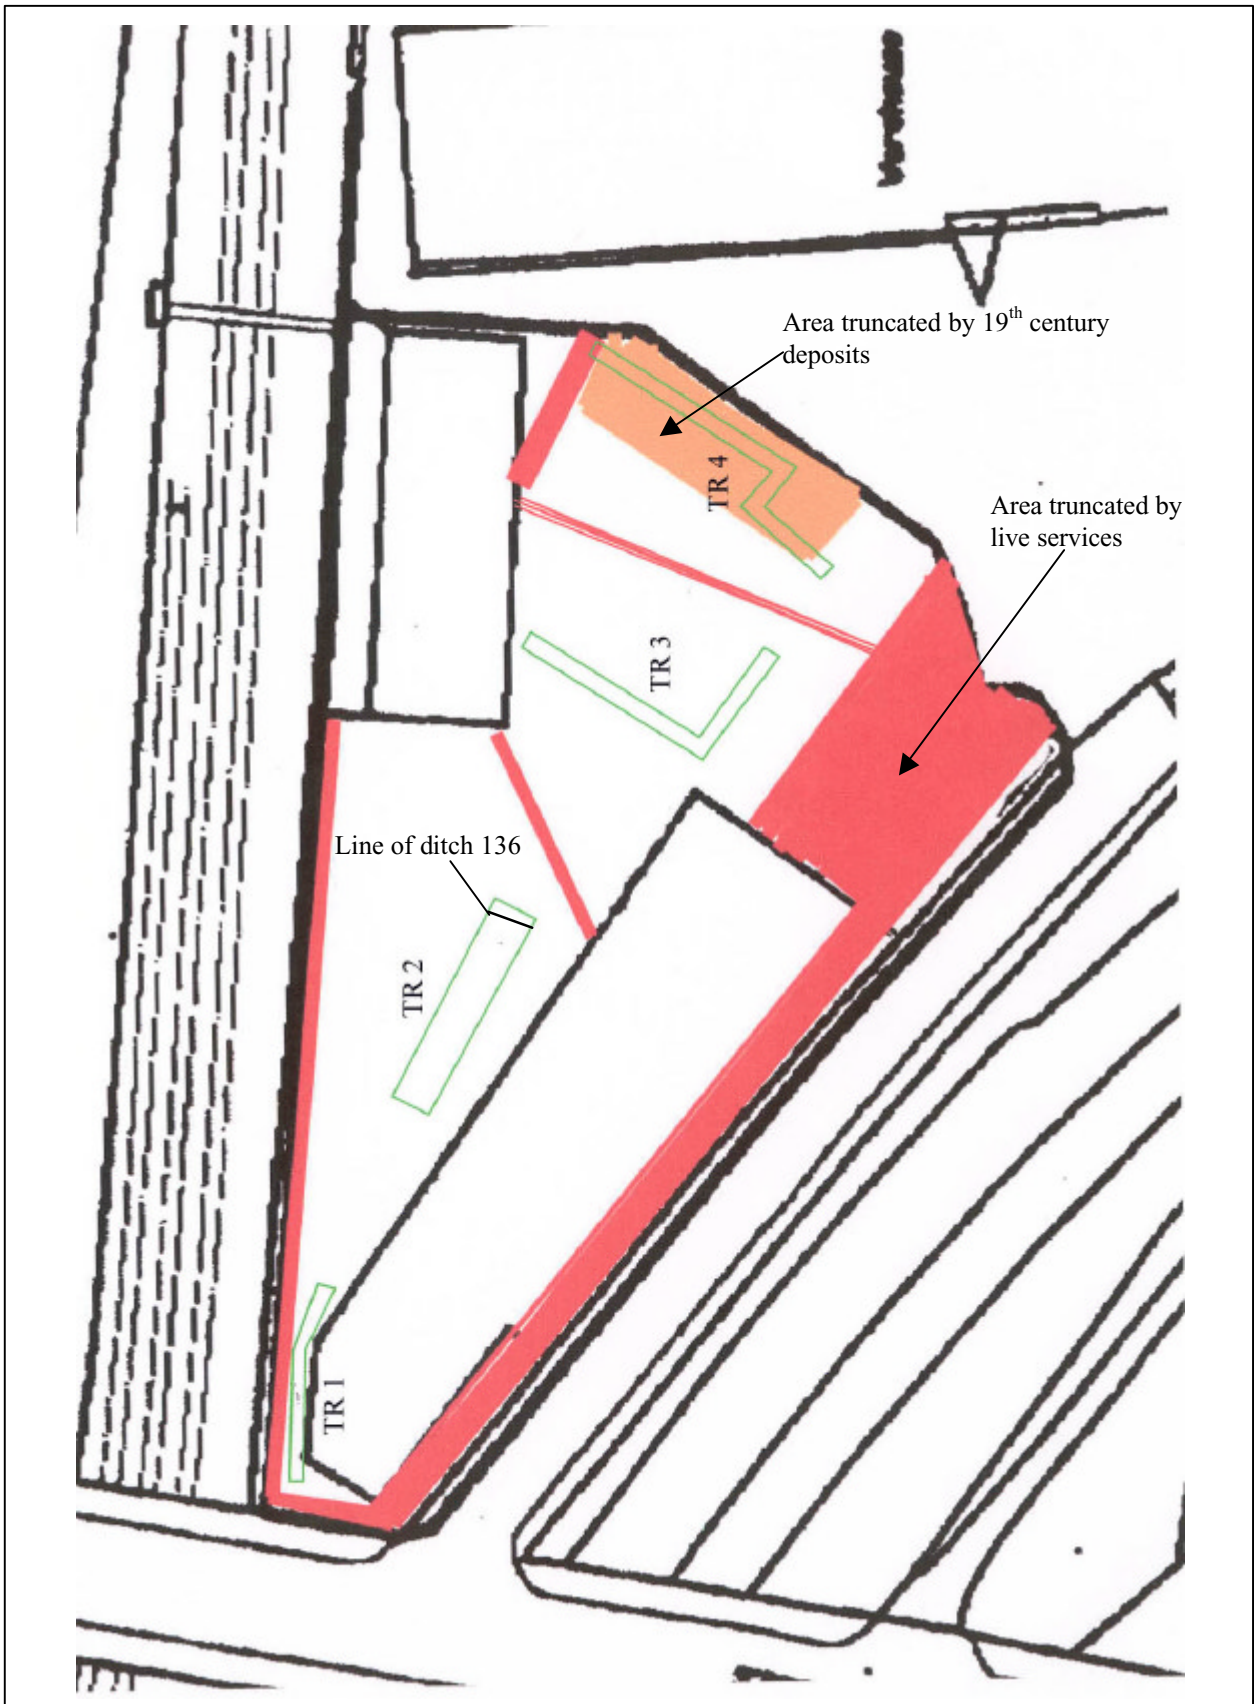 Area truncated by 19th century
deposits
TR 4
Area truncated by
live services
TR 3
Line of ditch 136
TR 2
TR 1